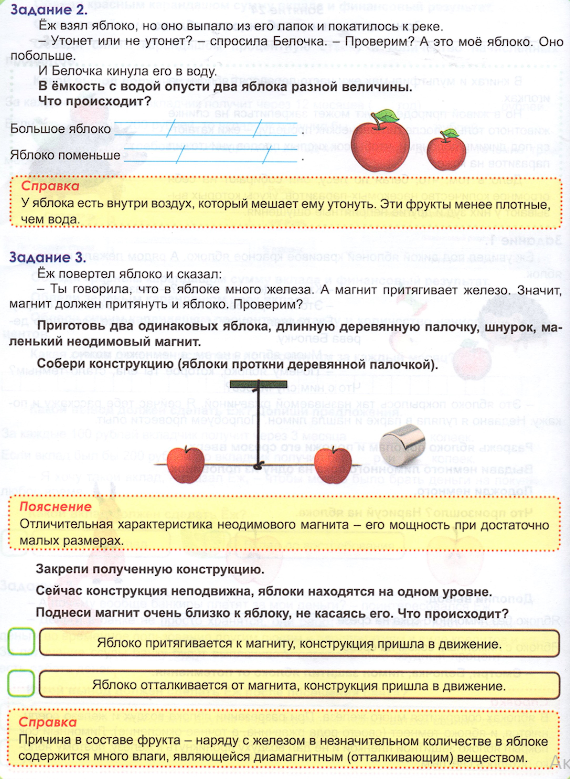 Задание 2.
Ёж взял яблоко, но оно выпало из его лапок и покатилось к реке.
– Утонет или не утонет? – спросила Белочка. – Проверим? А это моё яблоко. Оно
побольше.
И Белочка кинула его в воду.
В ёмкость с водой опусти два яблока разной величины.
Что происходит?
Большое яблоко
Яблоко поменьше
Справка
У яблока есть внутри воздух, который мешает ему утонуть. Эти фрукты менее плотные,
чем вода.
Задание 3.
Ёж повертел яблоко и сказал:
– Ты говорила, что в яблоке много железа. А магнит притягивает железо. Значит,
магнит должен притянуть и яблоко. Проверим?
Приготовь два одинаковых яблока, длинную деревянную палочку, шнурок, ма-
ленький неодимовый магнит.
Собери конструкцию (яблоки проткни деревянной палочкой).
Пояснение
Отличительная характеристика неодимового магнита – его мощность при достаточно
малых размерах.
Закрепи полученную конструкцию.
Сейчас конструкция неподвижна, яблоки находятся на одном уровне.
Поднеси магнит очень близко к яблоку, не касаясь его. Что происходит?
Яблоко притягивается к магниту, конструкция пришла в движение.
Яблоко отталкивается от магнита, конструкция пришла в движение.
Справка
Причина в составе фрукта – наряду с железом в незначительном количестве в яблоке
содержится много влаги, являющейся диамагнитным (отталкивающим) веществом.